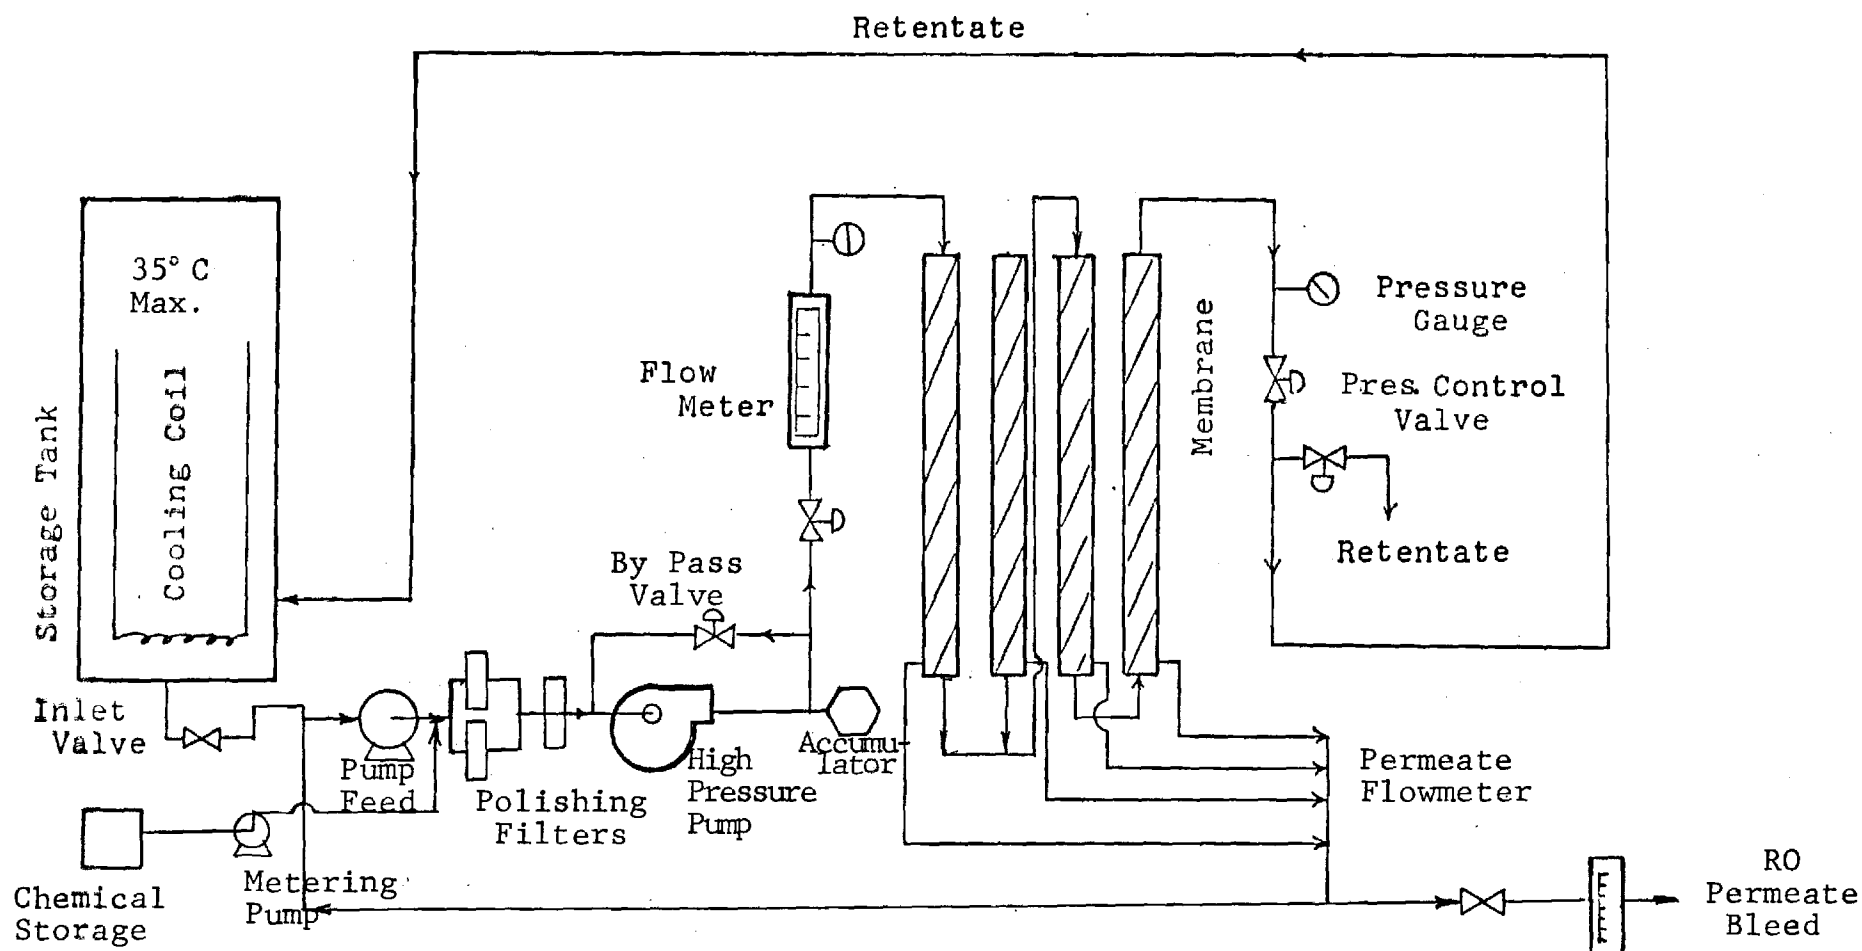 Retentate
35° C
Max.
Cooling Coil
Storage Tank
Flow
Meter
Membrane
Pressure
Gauge
Pres. Control
Valve
Retentate
By Pass
Valve
Inlet
Valve
Pump
Feed
Polishing
Filters
High
Pressure
Pump
Accumu-
lator
Permeate
Flowmeter
Chemical
Storage
Metering
Pump
RO
Permeate
Bleed